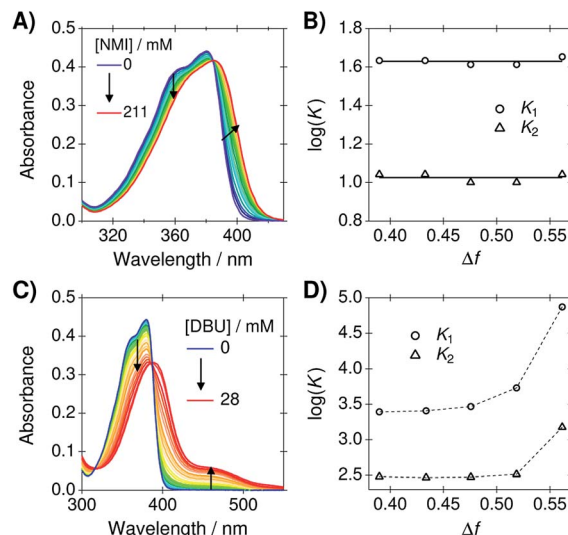 A)
[NMI] / mM
0
211
Absorbance
0.5
0.4
0.3
0.2
0.1
0.0
320
360
400
Wavelength / nm
B)
log(K)
1.8
1.6
1.4
1.2
1.0
0.8
K1
K2
0.40
0.45
0.50
0.55
Δf
C)
[DBU] / mM
0
28
Absorbance
0.5
0.4
0.3
0.2
0.1
0.0
300
400
500
Wavelength / nm
D)
log(K)
5.0
4.5
4.0
3.5
3.0
2.5
K1
K2
0.40
0.45
0.50
0.55
Δf